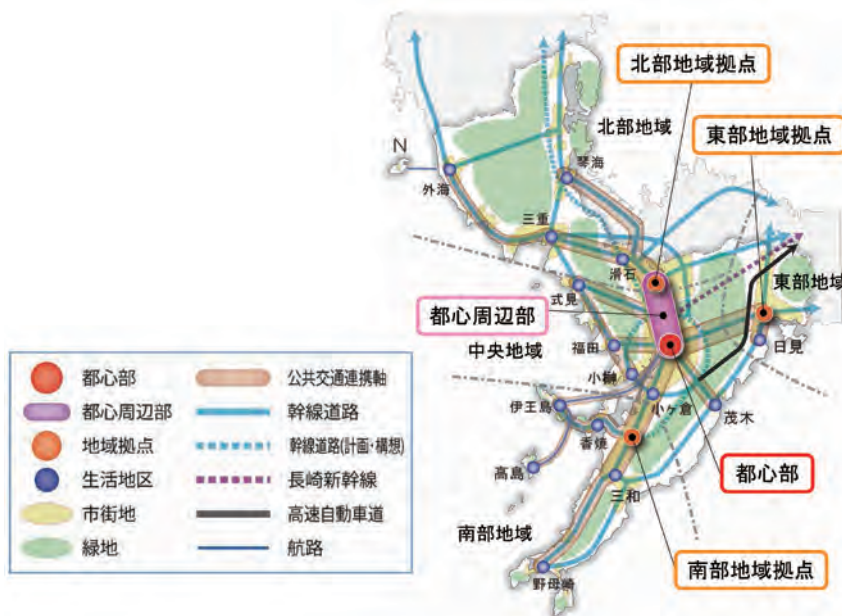 北部地域拠点
北部地域
東部地域拠点
N
琴海
外海
三重
滑石
東部地域
式見
都心周辺部
中央地域
福田
日見
小榊
伊王島
小ヶ倉
茂木
香焼
高島
都心部
三和
南部地域
野母崎
南部地域拠点
都心部
公共交通連携軸
都心周辺部
幹線道路
地域拠点
幹線道路(計画・構想)
生活地区
長崎新幹線
市街地
高速自動車道
緑地
航路